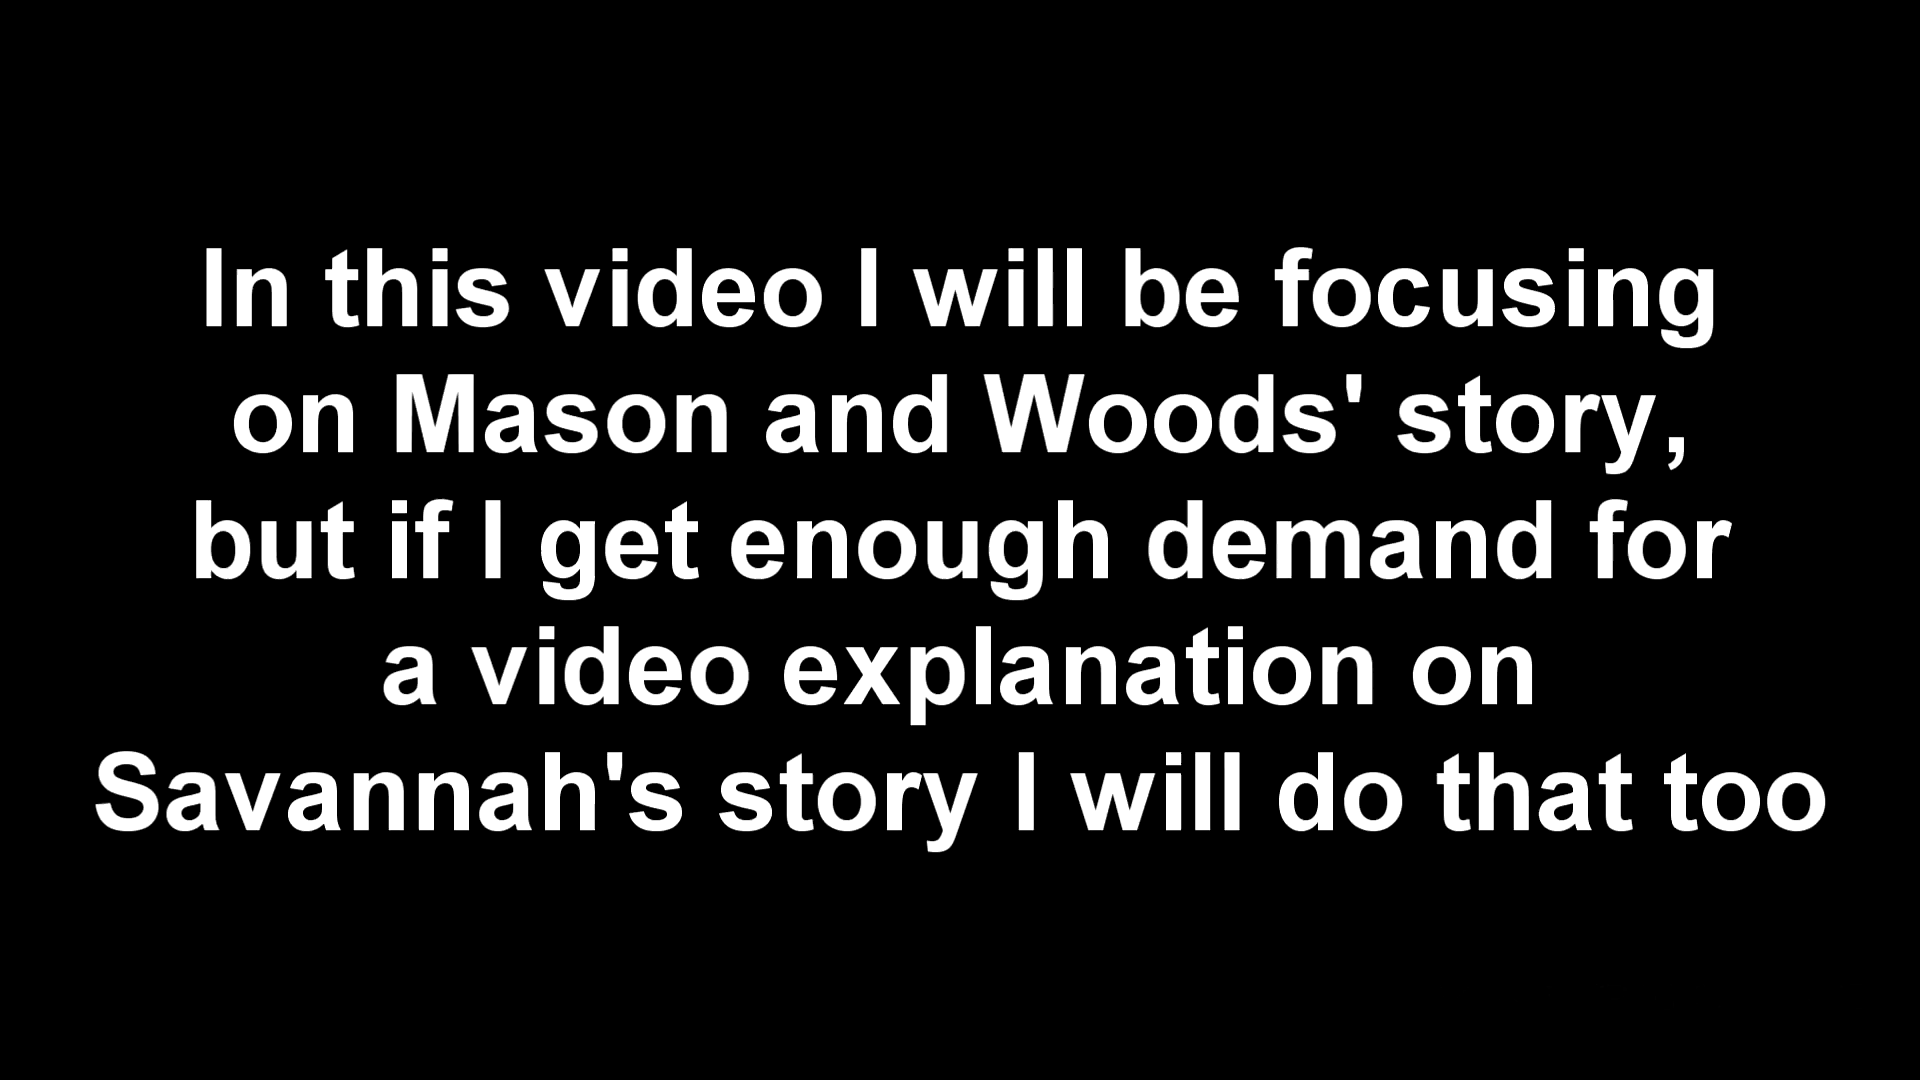 In this video I will be focusing
on Mason and Woods' story,
but if I get enough demand for
a video explanation on
Savannah's story I will do that too